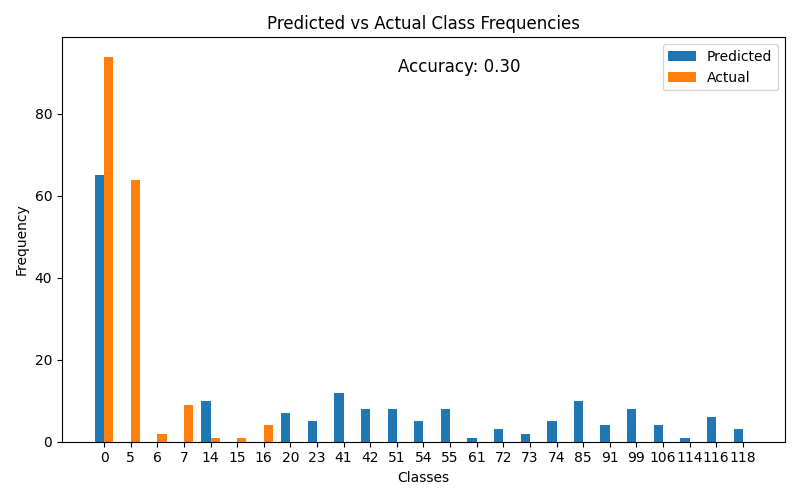 Predicted vs Actual Class Frequencies
Accuracy: 0.30
Predicted
Actual
Frequency
80
60
40
20
0
0 5 6 7 14 15 16 20 23 41 42 51 54 55 61 72 73 74 85 91 99 106 114 116 118
Classes